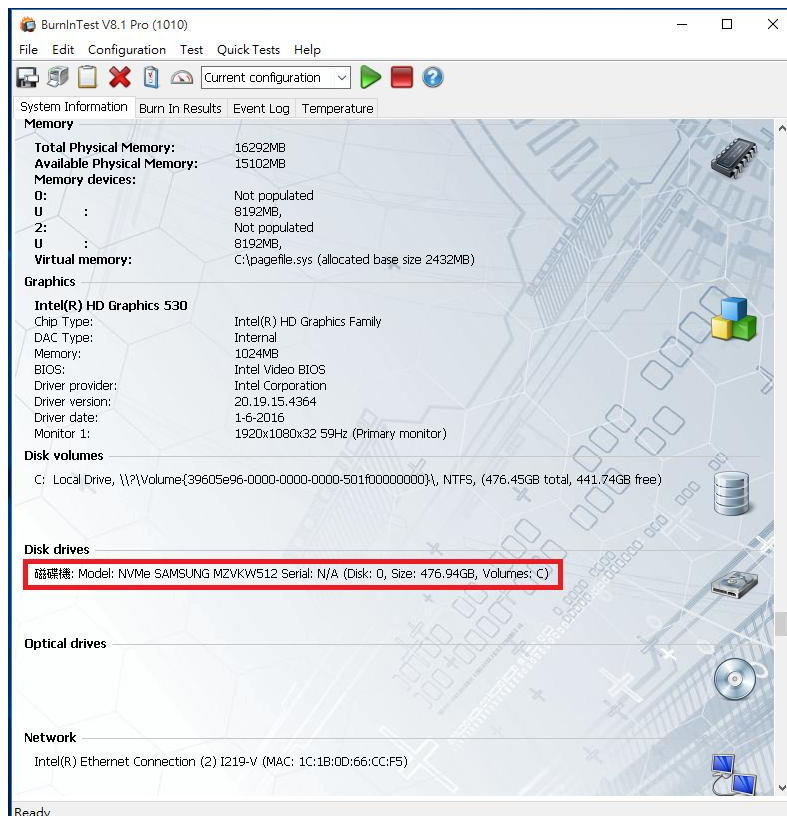 BurnInTest V8.1 Pro (1010)
File Edit Configuration Test Quick Tests Help
Current configuration
System Information Burn In Results Event Log Temperature
Memory
Total Physical Memory: 16292MB
Available Physical Memory: 15102MB
Memory devices:
0: Not populated
U : 8192MB,
2: Not populated
U : 8192MB,
Virtual memory: C:\pagefile.sys (allocated base size 2432MB)
Graphics
Intel(R) HD Graphics 530
Chip Type: Intel(R) HD Graphics Family
DAC Type: Internal
Memory: 1024MB
BIOS: Intel Video BIOS
Driver provider: Intel Corporation
Driver version: 20.19.15.4364
Driver date: 1-6-2016
Monitor 1: 1920x1080x32 59Hz (Primary monitor)
Disk volumes
C: Local Drive, \\?\Volume{39605e96-0000-0000-0000-501f00000000}\, NTFS, (476.45GB total, 441.74GB free)
Disk drives
磁碟機: Model: NVMe SAMSUNG MZVKW512 Serial: N/A (Disk: 0, Size: 476.94GB, Volumes: C)
Optical drives
Network
Intel(R) Ethernet Connection (2) I219-V (MAC: 1C:1B:0D:66:CC:F5)
Ready